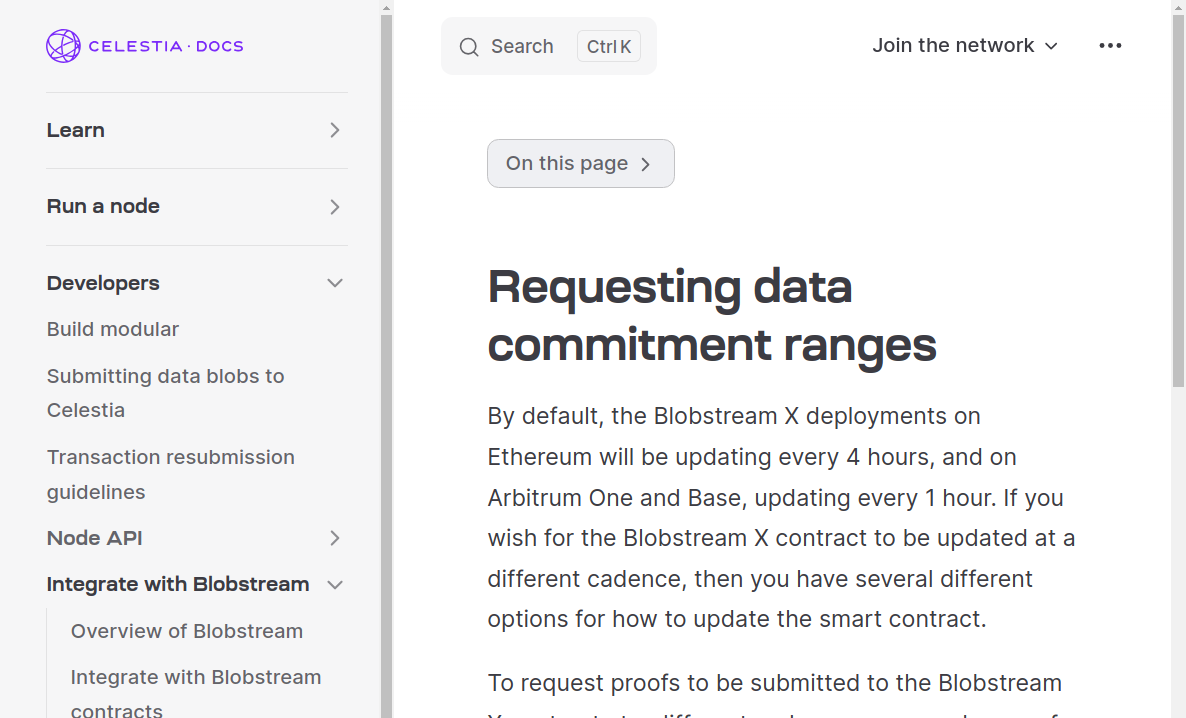 CELESTIA · DOCS
Learn
Run a node
Developers
Build modular
Submitting data blobs to
Celestia
Transaction resubmission
guidelines
Node API
Integrate with Blobstream
Overview of Blobstream
Integrate with Blobstream
contracts
Search Ctrl K
Join the network
On this page
Requesting data
commitment ranges
By default, the Blobstream X deployments on
Ethereum will be updating every 4 hours, and on
Arbitrum One and Base, updating every 1 hour. If you
wish for the Blobstream X contract to be updated at a
different cadence, then you have several different
options for how to update the smart contract.
To request proofs to be submitted to the Blobstream